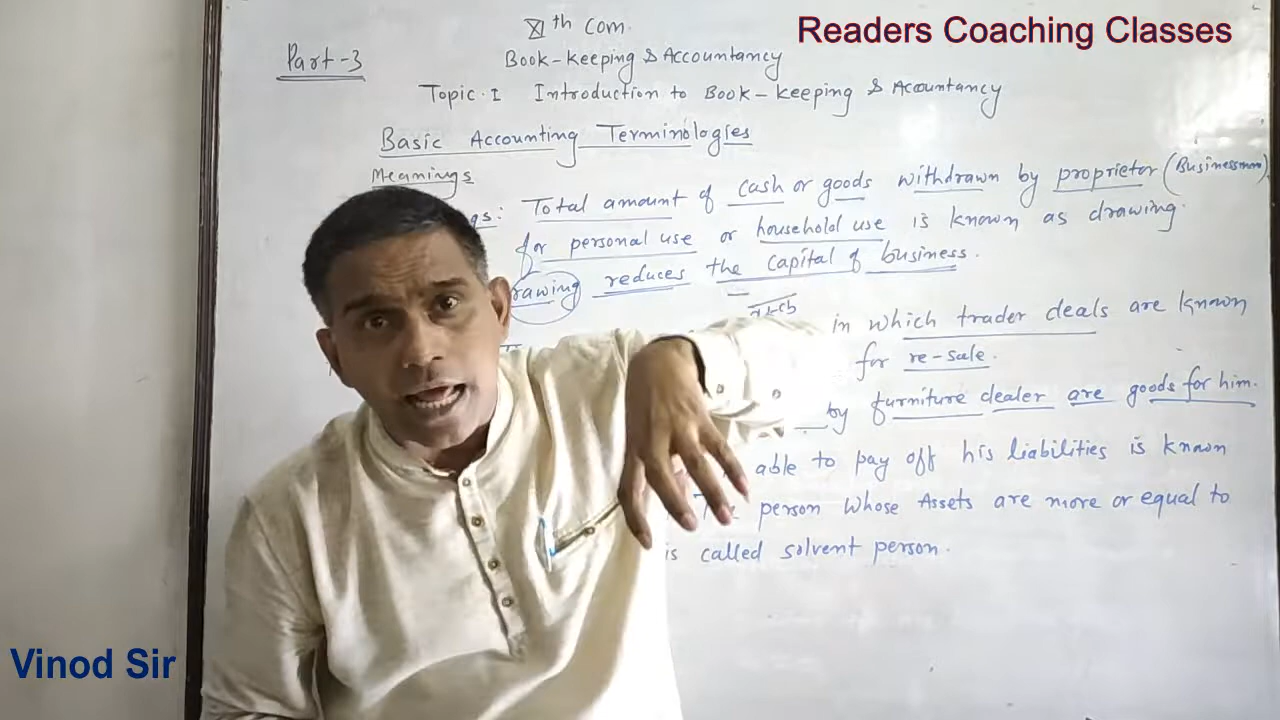 Readers Coaching Classes
XIth com.
Part-3
Book-keeping & Accountancy
Topic. I Introduction to Book-keeping & Accountancy
Basic Accounting Terminologies
Meanings
gs: Total amount of cash or goods withdrawn by proprietor (Businessman)
for personal use or household use is known as drawing.
rawing reduces the capital of business.
in which trader deals are known
for re-sale.
by furniture dealer are goods for him.
able to pay off his liabilities is known
The person whose Assets are more or equal to
is called solvent person.
Vinod Sir